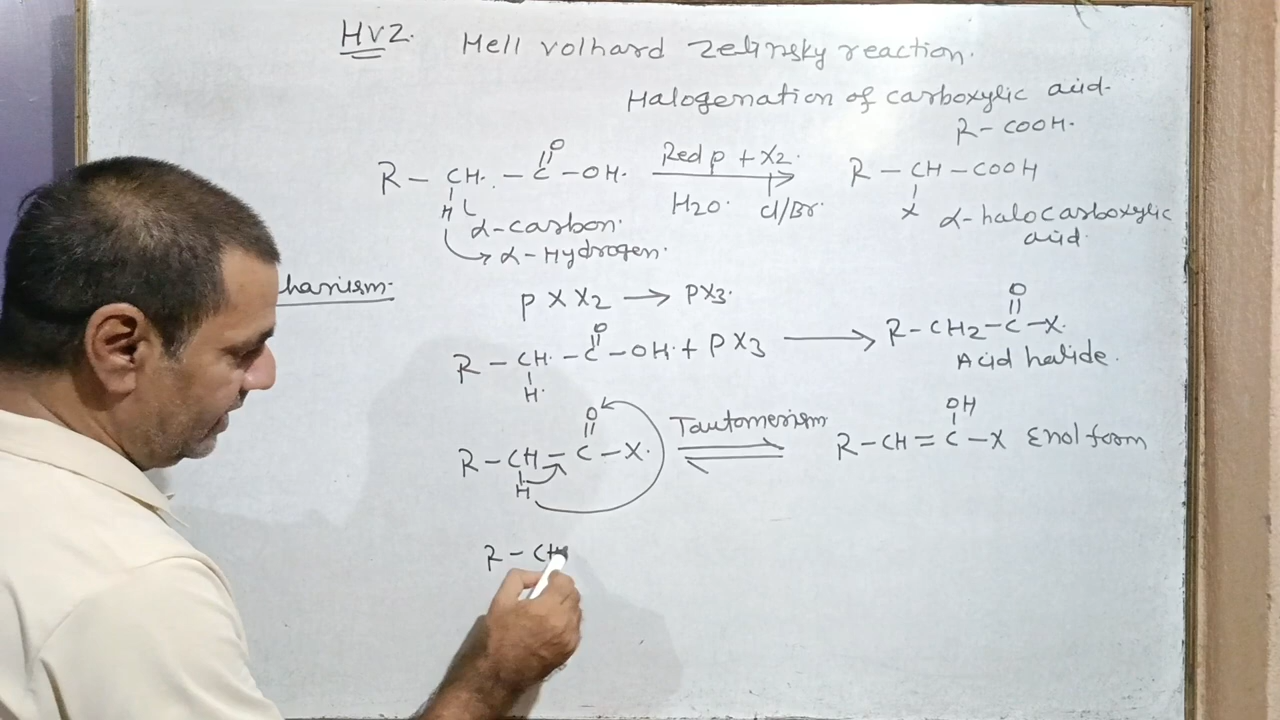 HVZ. Hell volhard Zelinsky reaction.
Halogenation of carboxylic acid.
R - COOH.
O
R - CH. - C - OH. Red p + X2. R - CH - COOH
H H2O. Cl/Br. X
α-carbon. α-halocarboxylic
α-Hydrogen. acid.
hanism.
P X X2 → PX3.
O O
R - CH. - C - OH. + PX3 → R - CH2 - C - X.
H. Acid halide.
O Tautomerism OH
R - CH - C - X. ⇌ R - CH = C - X Enol form
H
R - CH